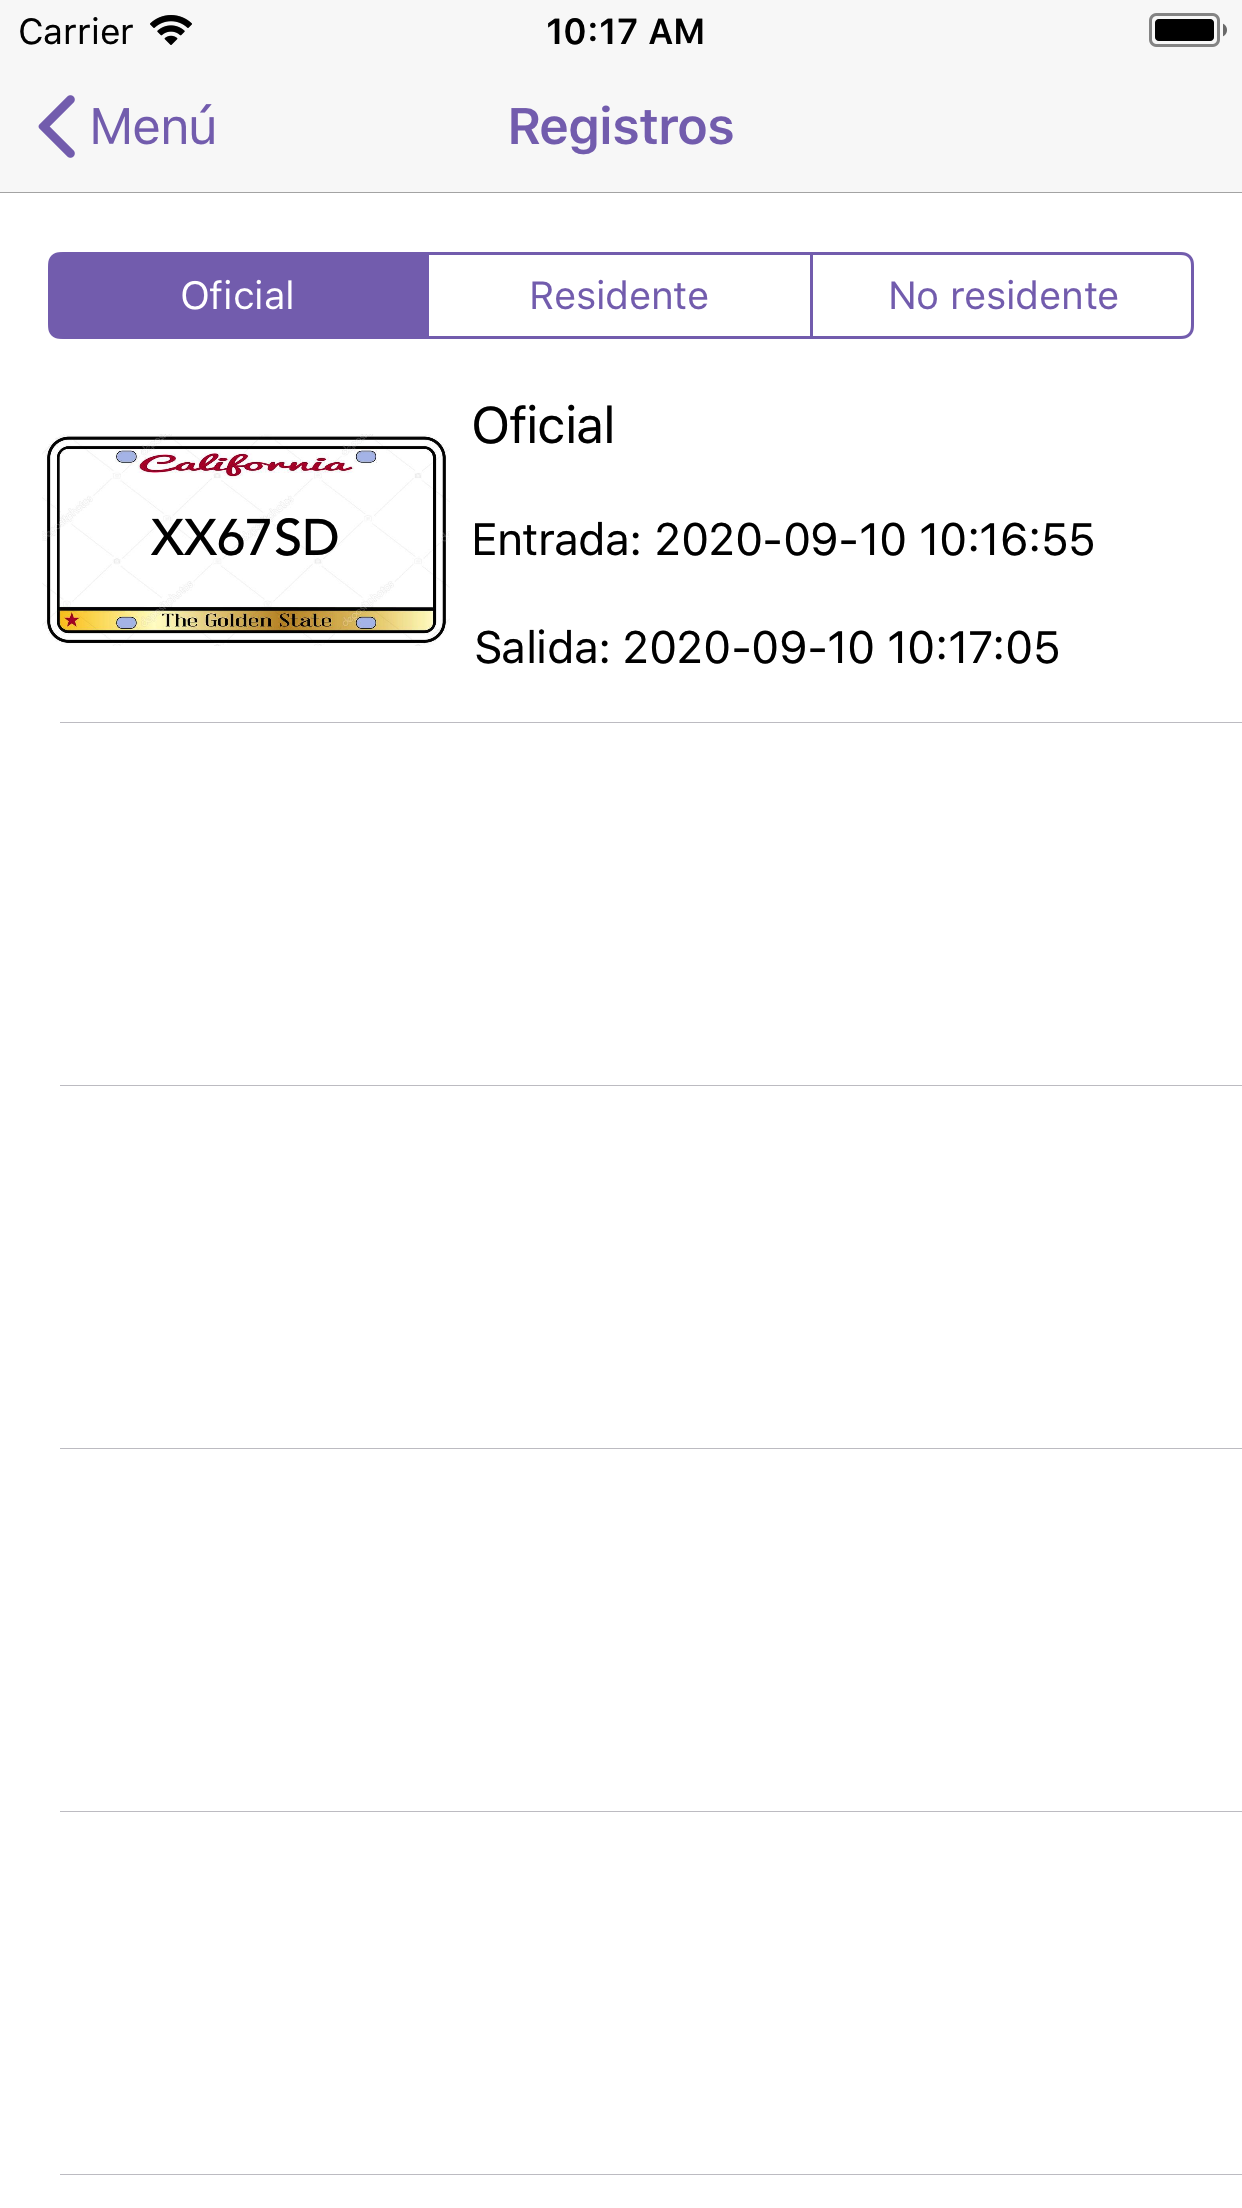 Carrier 10:17 AM
Menú Registros
Oficial Residente No residente
Oficial
California
XX67SD
The Golden State
Entrada: 2020-09-10 10:16:55
Salida: 2020-09-10 10:17:05